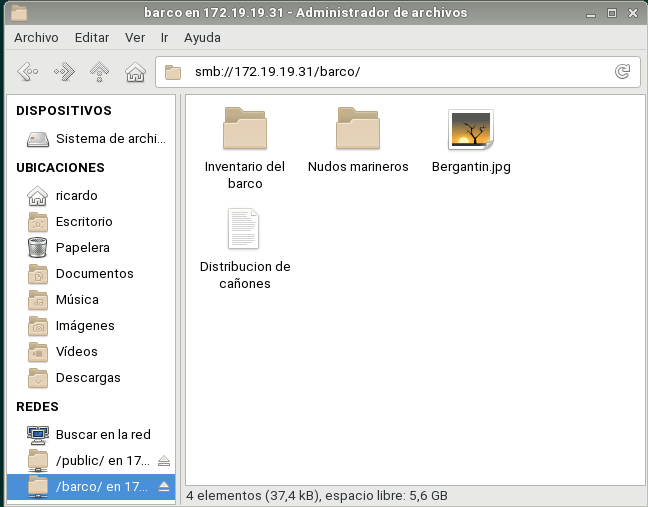 barco en 172.19.19.31 - Administrador de archivos
Archivo Editar Ver Ir Ayuda
smb://172.19.19.31/barco/
DISPOSITIVOS
Sistema de archi...
UBICACIONES
ricardo
Escritorio
Papelera
Documentos
Música
Imágenes
Vídeos
Descargas
REDES
Buscar en la red
/public/ en 17...
/barco/ en 17...
Inventario del
barco
Nudos marineros
Bergantin.jpg
Distribucion de
cañones
4 elementos (37,4 kB), espacio libre: 5,6 GB